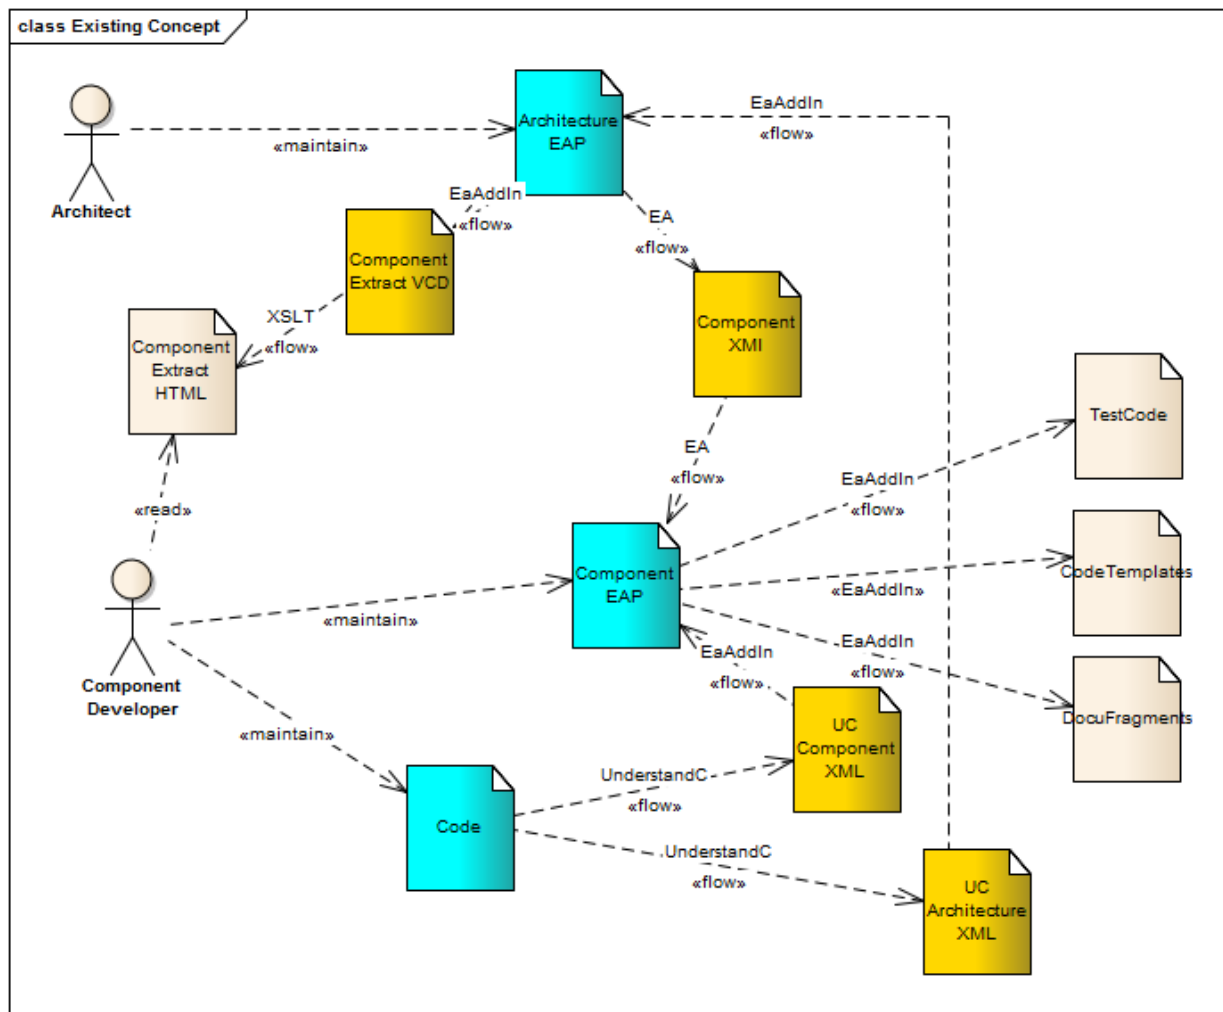 class Existing Concept
Architect
«maintain»
Architecture
EAP
EaAddIn
«flow»
EaAddIn
«flow»
EA
«flow»
Component
Extract VCD
XSLT
«flow»
Component
Extract
HTML
Component
XMI
EA
«flow»
TestCode
«read»
EaAddIn
«flow»
Component
EAP
CodeTemplates
«EaAddIn»
«maintain»
EaAddIn
«flow»
EaAddIn
«flow»
Component
Developer
DocuFragments
«maintain»
UC
Component
XML
UnderstandC
«flow»
Code
UnderstandC
«flow»
UC
Architecture
XML